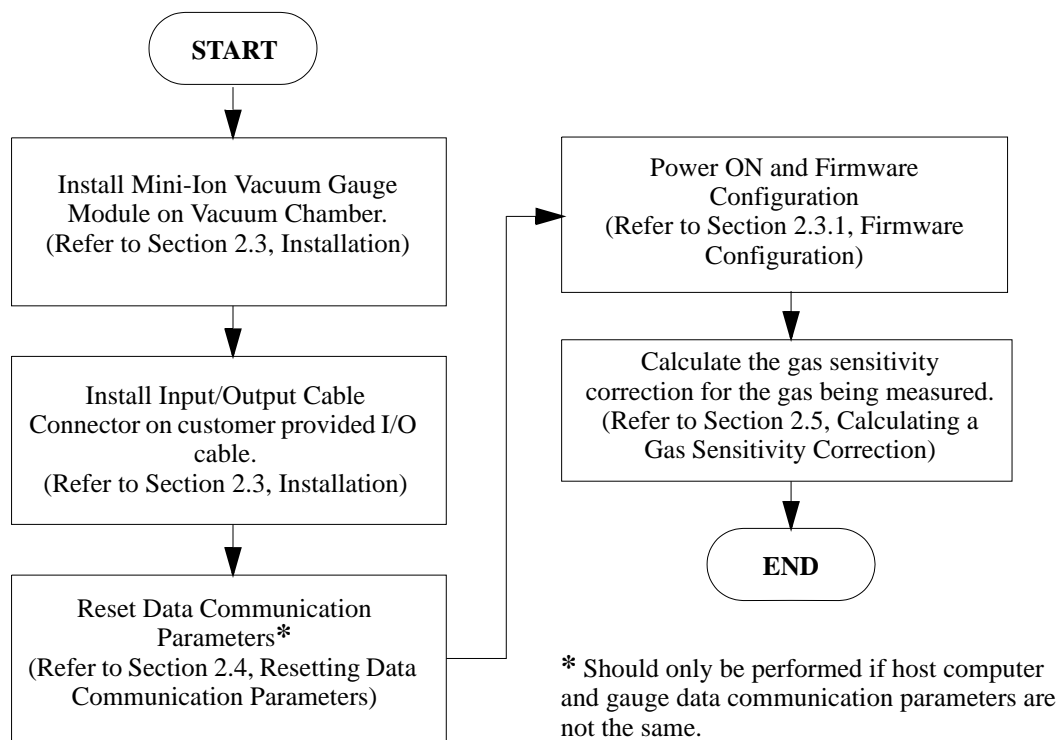 START
Install Mini-Ion Vacuum Gauge
Module on Vacuum Chamber.
(Refer to Section 2.3, Installation)
Install Input/Output Cable
Connector on customer provided I/O
cable.
(Refer to Section 2.3, Installation)
Reset Data Communication
Parameters*
(Refer to Section 2.4, Resetting Data
Communication Parameters)
Power ON and Firmware
Configuration
(Refer to Section 2.3.1, Firmware
Configuration)
Calculate the gas sensitivity
correction for the gas being measured.
(Refer to Section 2.5, Calculating a
Gas Sensitivity Correction)
END
* Should only be performed if host computer
and gauge data communication parameters are
not the same.